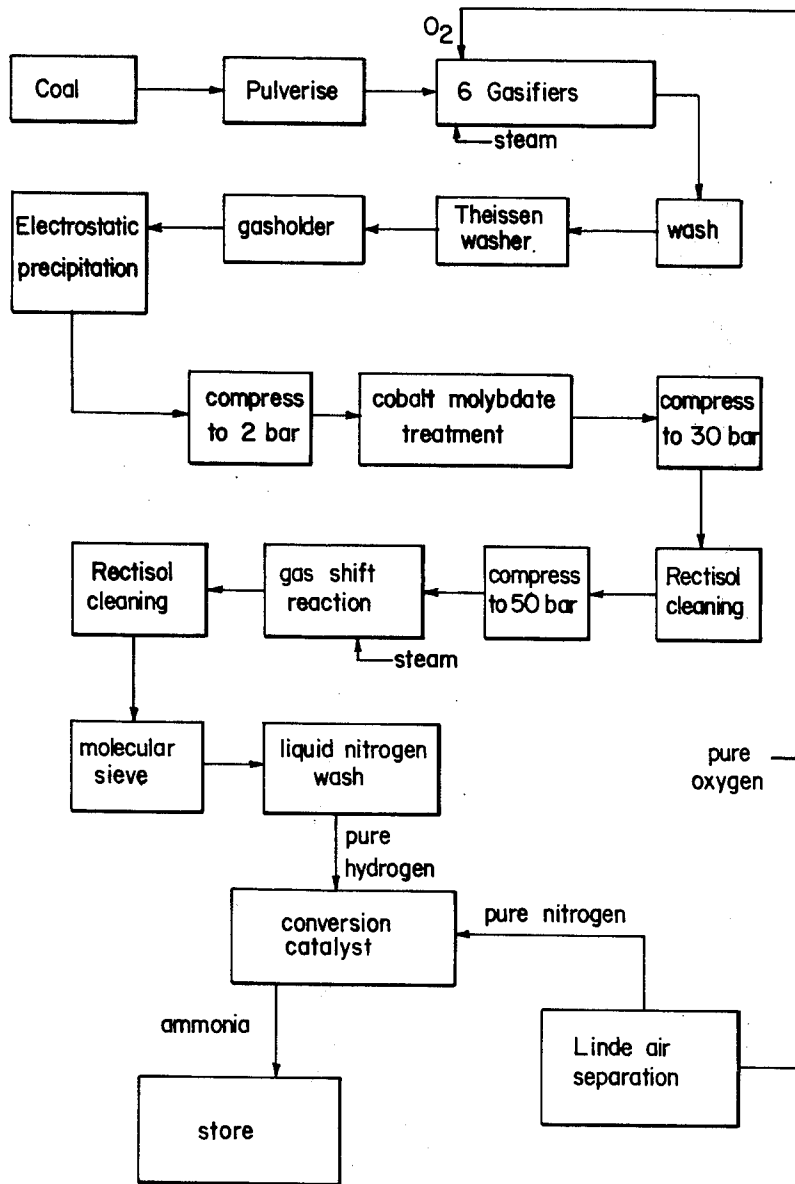 O2
Coal
Pulverise
6 Gasifiers
steam
Electrostatic
precipitation
gasholder
Theissen
washer.
wash
compress
to 2 bar
cobalt molybdate
treatment
compress
to 30 bar
Rectisol
cleaning
gas shift
reaction
steam
compress
to 50 bar
Rectisol
cleaning
molecular
sieve
liquid nitrogen
wash
pure
oxygen
pure
hydrogen
conversion
catalyst
pure nitrogen
ammonia
Linde air
separation
store